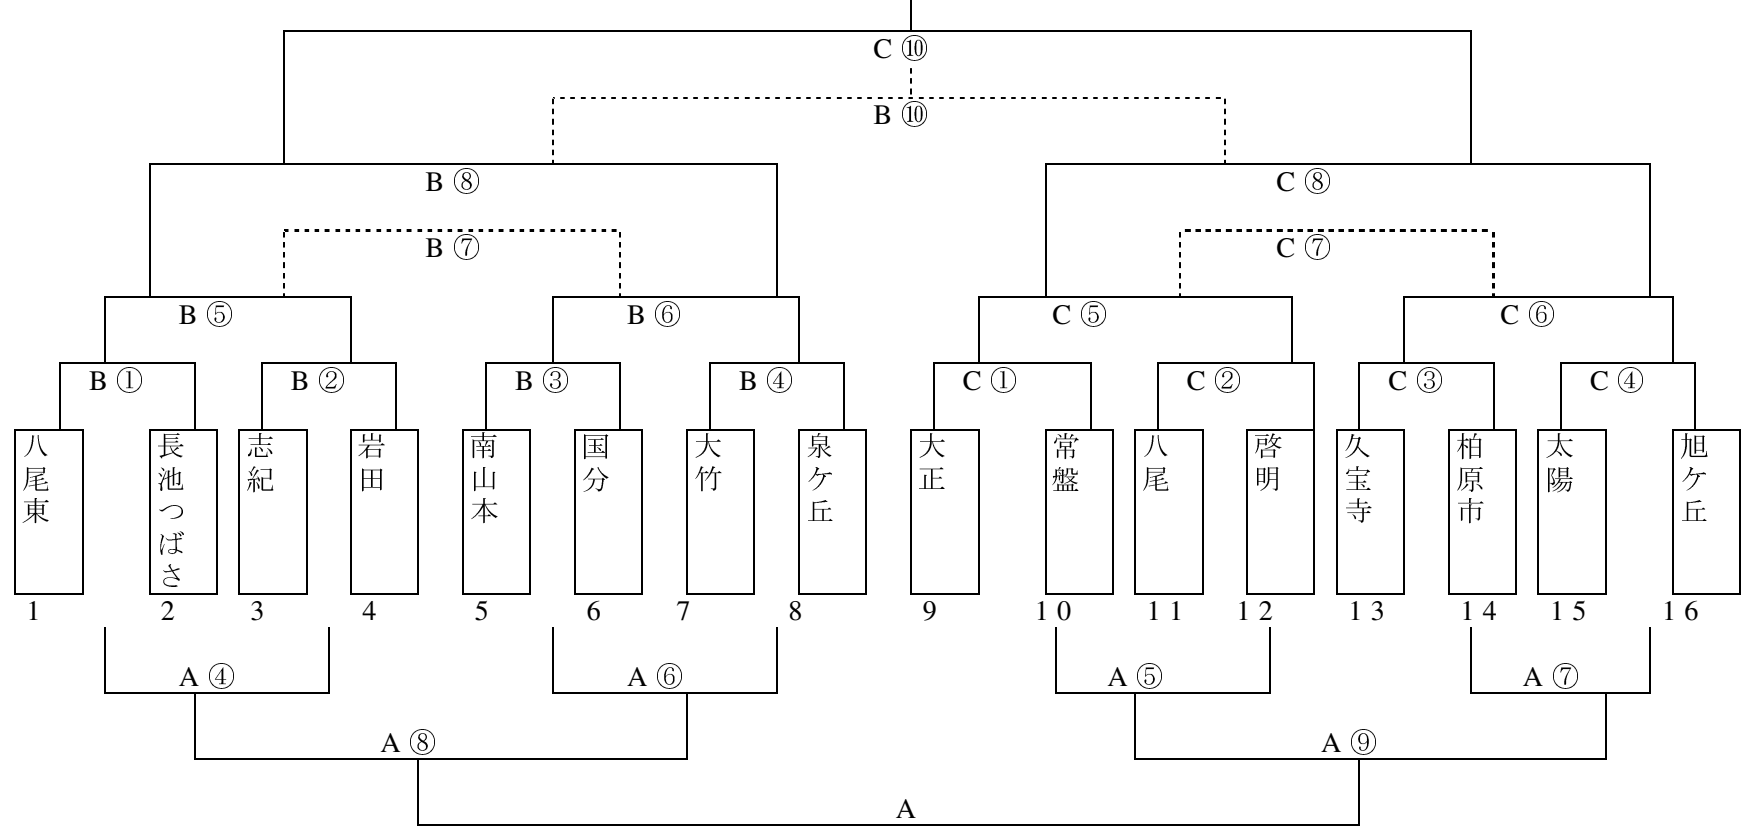 C ⑩
B ⑩
B ⑧ C ⑧
B ⑦ C ⑦
B ⑤ B ⑥ C ⑤ C ⑥
B ① B ② B ③ B ④ C ① C ② C ③ C ④
八尾東
長池つばさ
志紀
岩田
南山本
国分
大竹
泉ケ丘
大正
常盤
八尾
啓明
久宝寺
柏原市
太陽
旭ケ丘
1 2 3 4 5 6 7 8 9 10 11 12 13 14 15 16
A ④ A ⑥ A ⑤ A ⑦
A ⑧ A ⑨
A